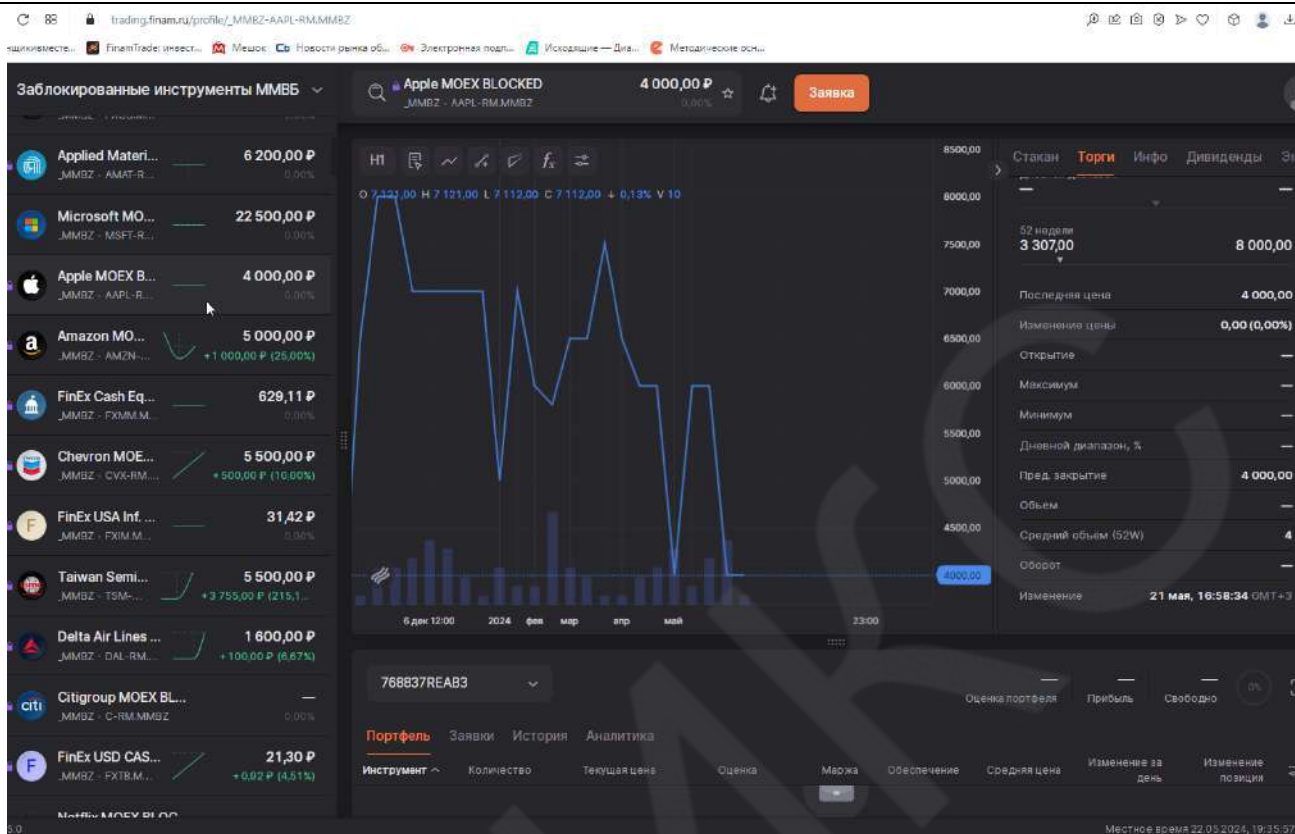 trading.finam.ru/profile/_MMBZ-AAPL-RM.MMBZ
FinamTrade: инвест... Мешок Новости рынка об... Электронная подп... Исходящие — Диа... Методические осн...
Заблокированные инструменты ММВБ
Apple MOEX BLOCKED
_MMBZ - AAPL-RM.MMBZ
4 000,00 ₽
0,00%
Заявка
Applied Materi... 6 200,00 ₽
_MMBZ - AMAT-R... 0,00%
Microsoft MO... 22 500,00 ₽
_MMBZ - MSFT-R... 0,00%
Apple MOEX B... 4 000,00 ₽
_MMBZ - AAPL-R... 0,00%
Amazon MO... 5 000,00 ₽
_MMBZ - AMZN-... +1 000,00 ₽ (25,00%)
FinEx Cash Eq... 629,11 ₽
_MMBZ - FXMM.M... 0,00%
Chevron MOE... 5 500,00 ₽
_MMBZ - CVX-RM.... +500,00 ₽ (10,00%)
FinEx USA Inf. ... 31,42 ₽
_MMBZ - FXIM.M... 0,00%
Taiwan Semi... 5 500,00 ₽
_MMBZ - TSM-... +3 755,00 ₽ (215,1...
Delta Air Lines ... 1 600,00 ₽
_MMBZ - DAL-RM.... +100,00 ₽ (6,67%)
Citigroup MOEX BL... —
_MMBZ - C-RM.MMBZ 0,00%
FinEx USD CAS... 21,30 ₽
_MMBZ - FXTB.M... +0,92 ₽ (4,51%)
H1
O 7 121,00 H 7 121,00 L 7 112,00 C 7 112,00 ↓ 0,13% V 10
8500,00
8000,00
7500,00
7000,00
6500,00
6000,00
5500,00
5000,00
4500,00
4000,00
6 дек 12:00 2024 фев мар апр май 23:00
Стакан Торги Инфо Дивиденды
52 недели
3 307,00 8 000,00
Последняя цена 4 000,00
Изменение цены 0,00 (0,00%)
Открытие —
Максимум —
Минимум —
Дневной диапазон, % —
Пред. закрытие 4 000,00
Объем —
Средний объем (52W) 4
Оборот —
Изменение 21 мая, 16:58:34 GMT+3
768837REAB3
Оценка портфеля Прибыль Свободно 0%
Портфель Заявки История Аналитика
Инструмент Количество Текущая цена Оценка Маржа Обеспечение Средняя цена Изменение за день Изменение позиции
Местное время 22.05.2024, 19:35:57